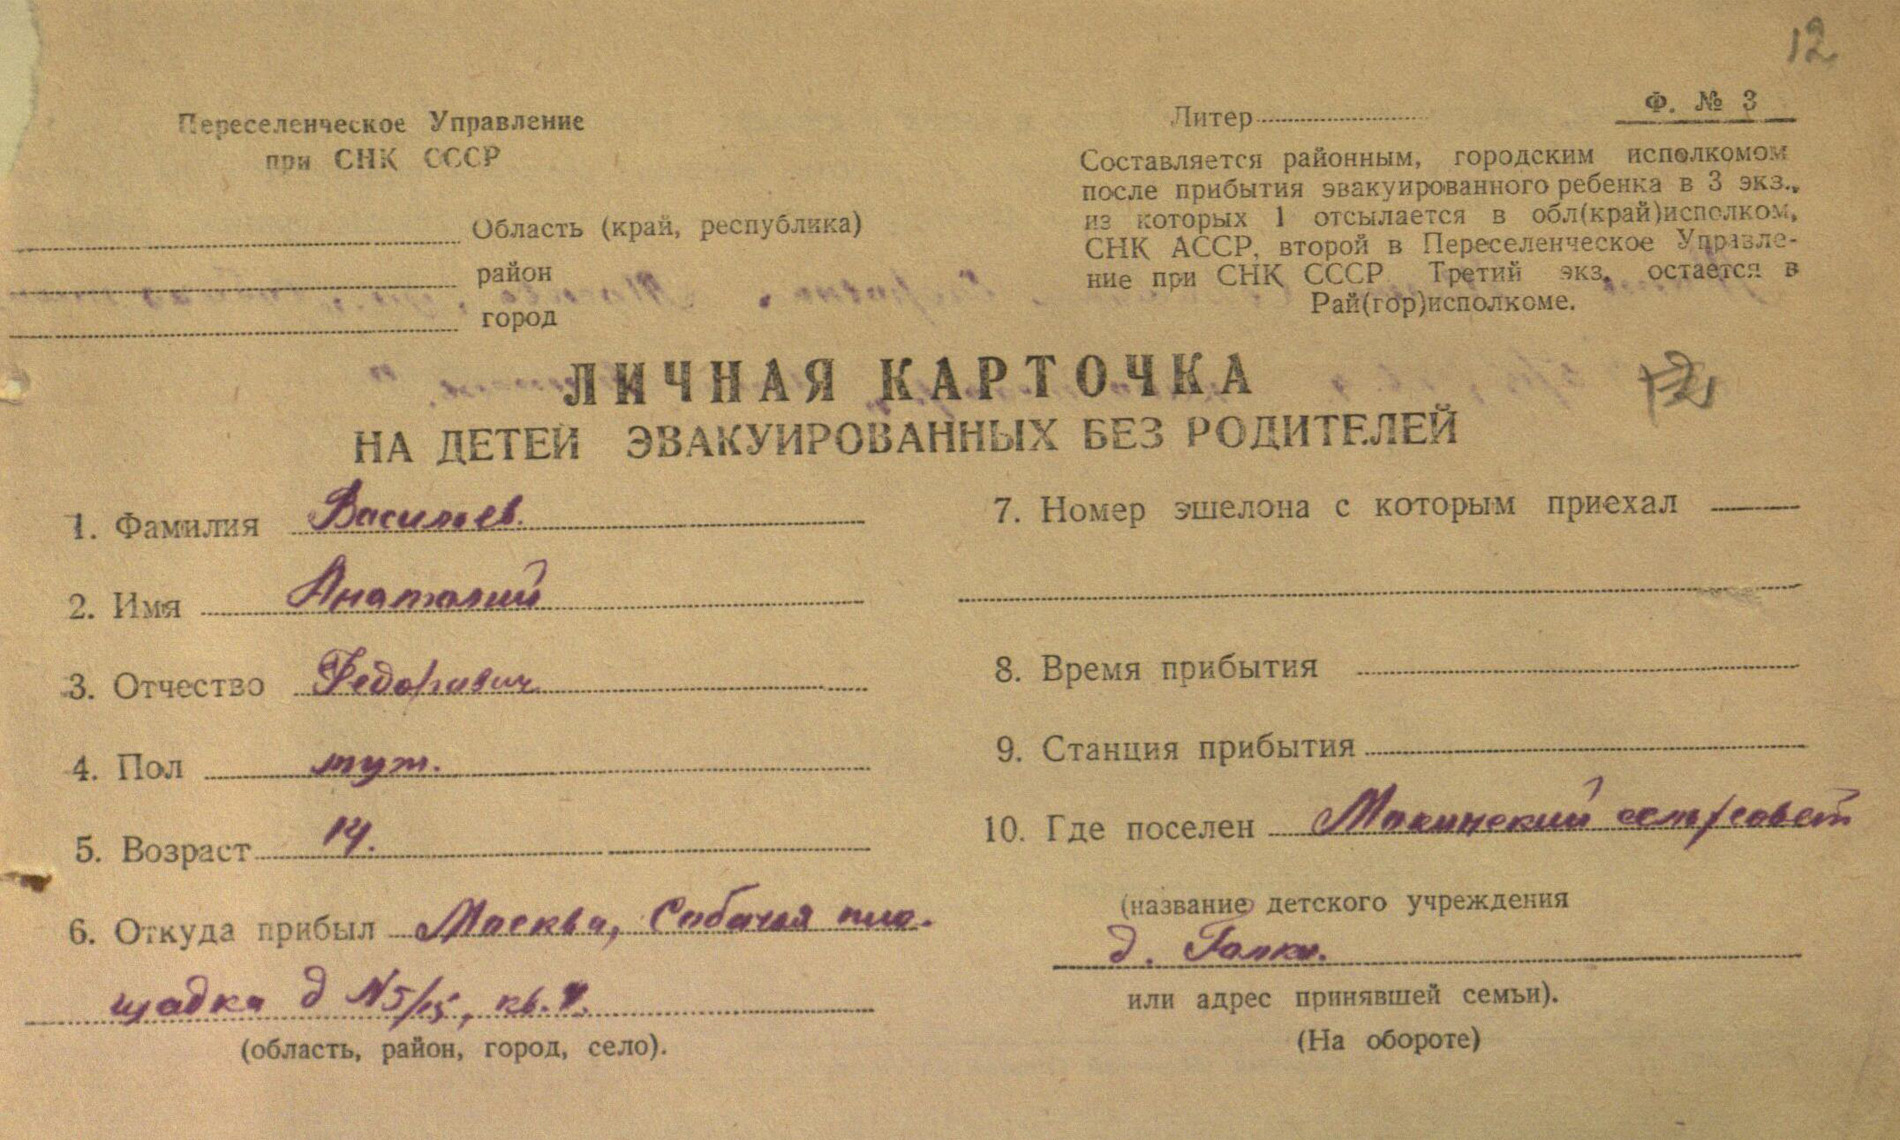 12
Переселенческое Управление
при СНК СССР
Область (край, республика)
район
город
Литер
Ф. № 3
Составляется районным, городским исполкомом
после прибытия эвакуированного ребенка в 3 экз.,
из которых 1 отсылается в обл(край)исполком,
СНК АССР, второй в Переселенческое Управле-
ние при СНК СССР Третий экз. остается в
Рай(гор)исполкоме.
ЛИЧНАЯ КАРТОЧКА
12
НА ДЕТЕЙ ЭВАКУИРОВАННЫХ БЕЗ РОДИТЕЛЕЙ
1. Фамилия Васильев.
2. Имя Анатолий
3. Отчество Федорович
4. Пол муж.
5. Возраст 14.
6. Откуда прибыл Москва, Собачья пло-
щадка д N5/15, кв.
(область, район, город, село).
7. Номер эшелона с которым приехал
8. Время прибытия
9. Станция прибытия
10. Где поселен Макинский сельсовет
(название детского учреждения
д. Галки.
или адрес принявшей семьи).
(На обороте)